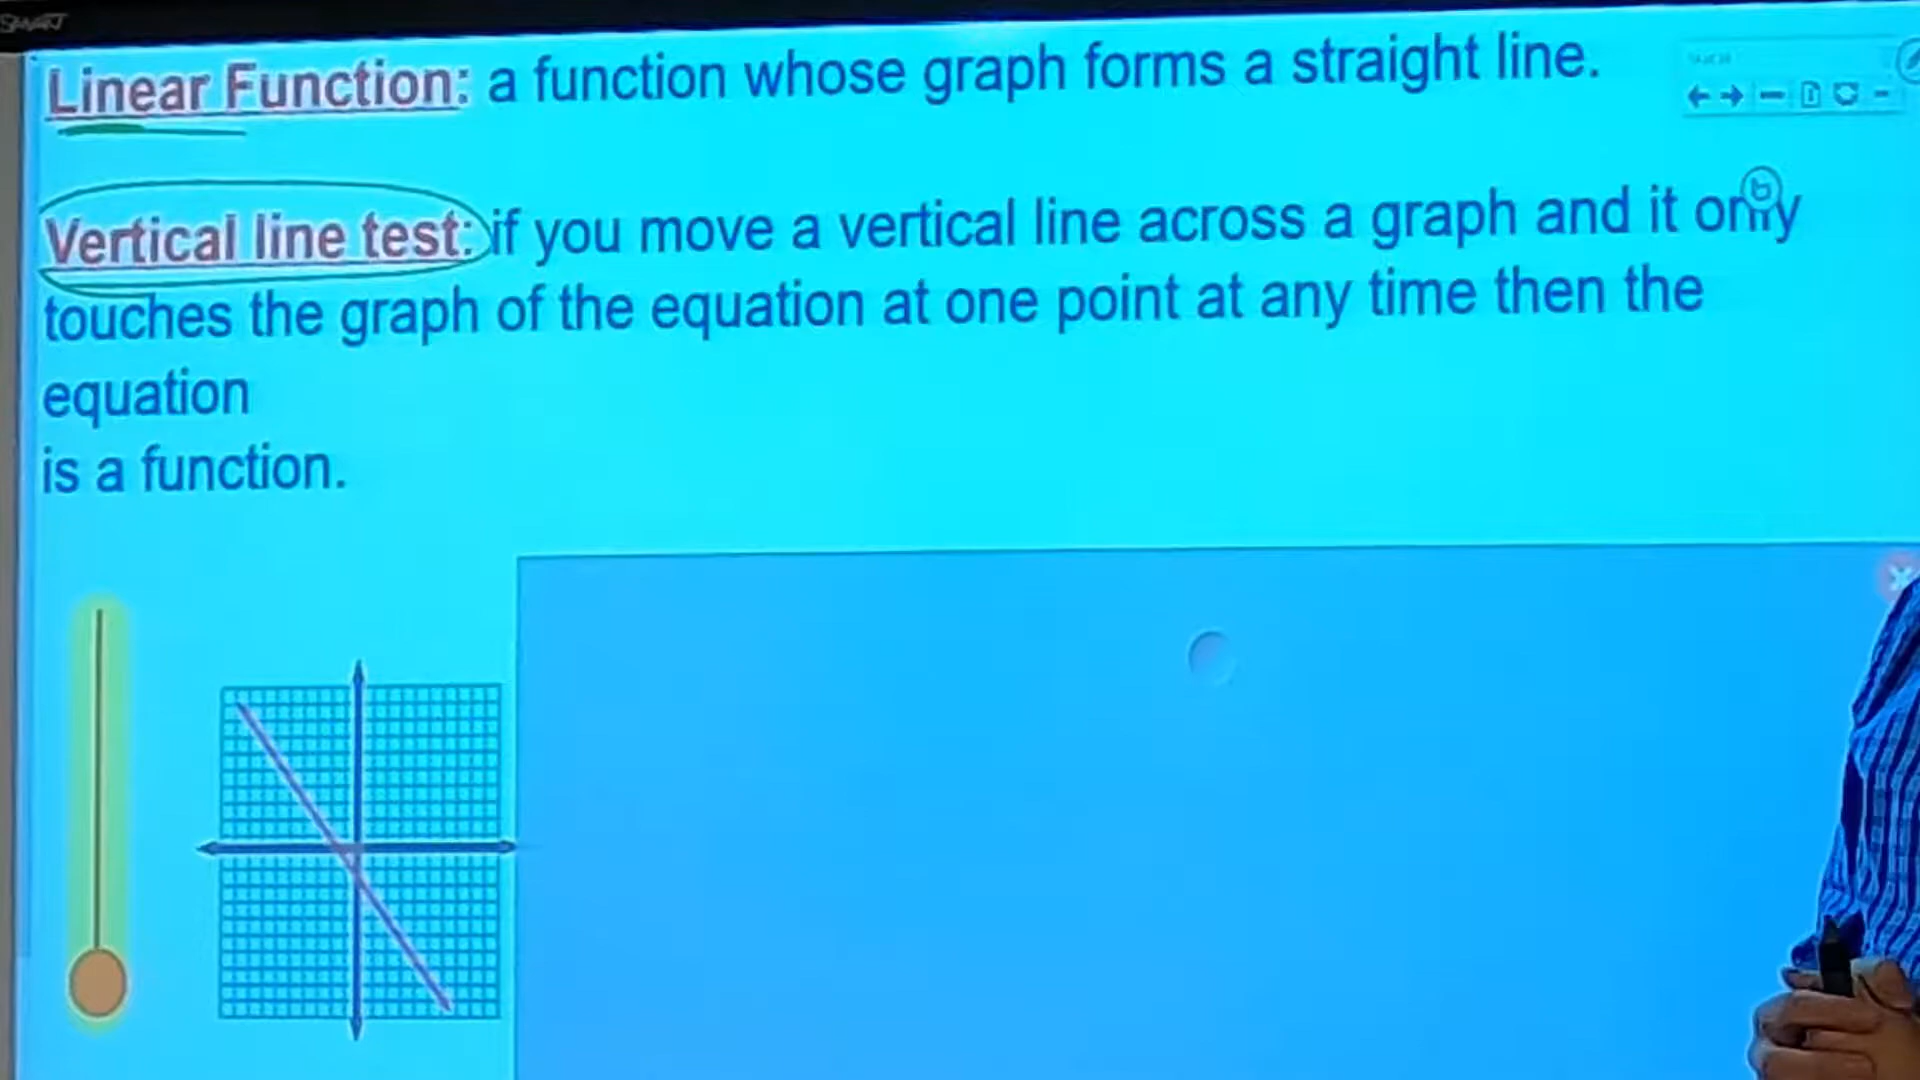 SMART
Linear Function: a function whose graph forms a straight line.
Vertical line test: if you move a vertical line across a graph and it only
touches the graph of the equation at one point at any time then the
equation
is a function.